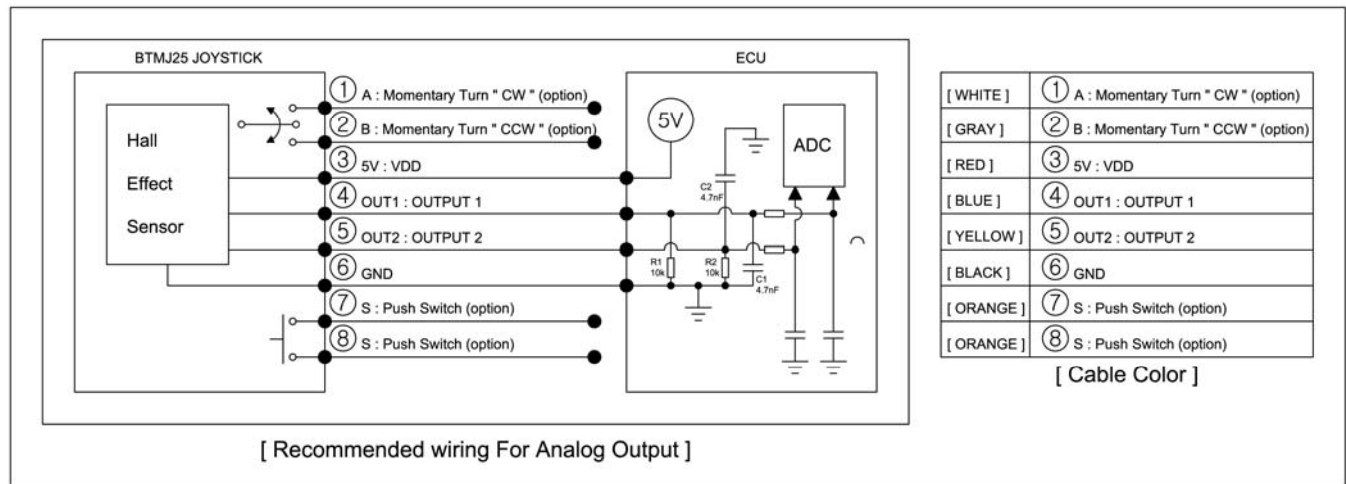 BTMJ25 JOYSTICK
ECU
Hall
Effect
Sensor
① A : Momentary Turn " CW " (option)
② B : Momentary Turn " CCW " (option)
③ 5V : VDD
④ OUT1 : OUTPUT 1
⑤ OUT2 : OUTPUT 2
⑥ GND
⑦ S : Push Switch (option)
⑧ S : Push Switch (option)
5V
ADC
C2
4.7nF
R1
10k
R2
10k
C1
4.7nF
[ Recommended wiring For Analog Output ]
[ WHITE ] ① A : Momentary Turn " CW " (option)
[ GRAY ] ② B : Momentary Turn " CCW " (option)
[ RED ] ③ 5V : VDD
[ BLUE ] ④ OUT1 : OUTPUT 1
[ YELLOW ] ⑤ OUT2 : OUTPUT 2
[ BLACK ] ⑥ GND
[ ORANGE ] ⑦ S : Push Switch (option)
[ ORANGE ] ⑧ S : Push Switch (option)
[ Cable Color ]